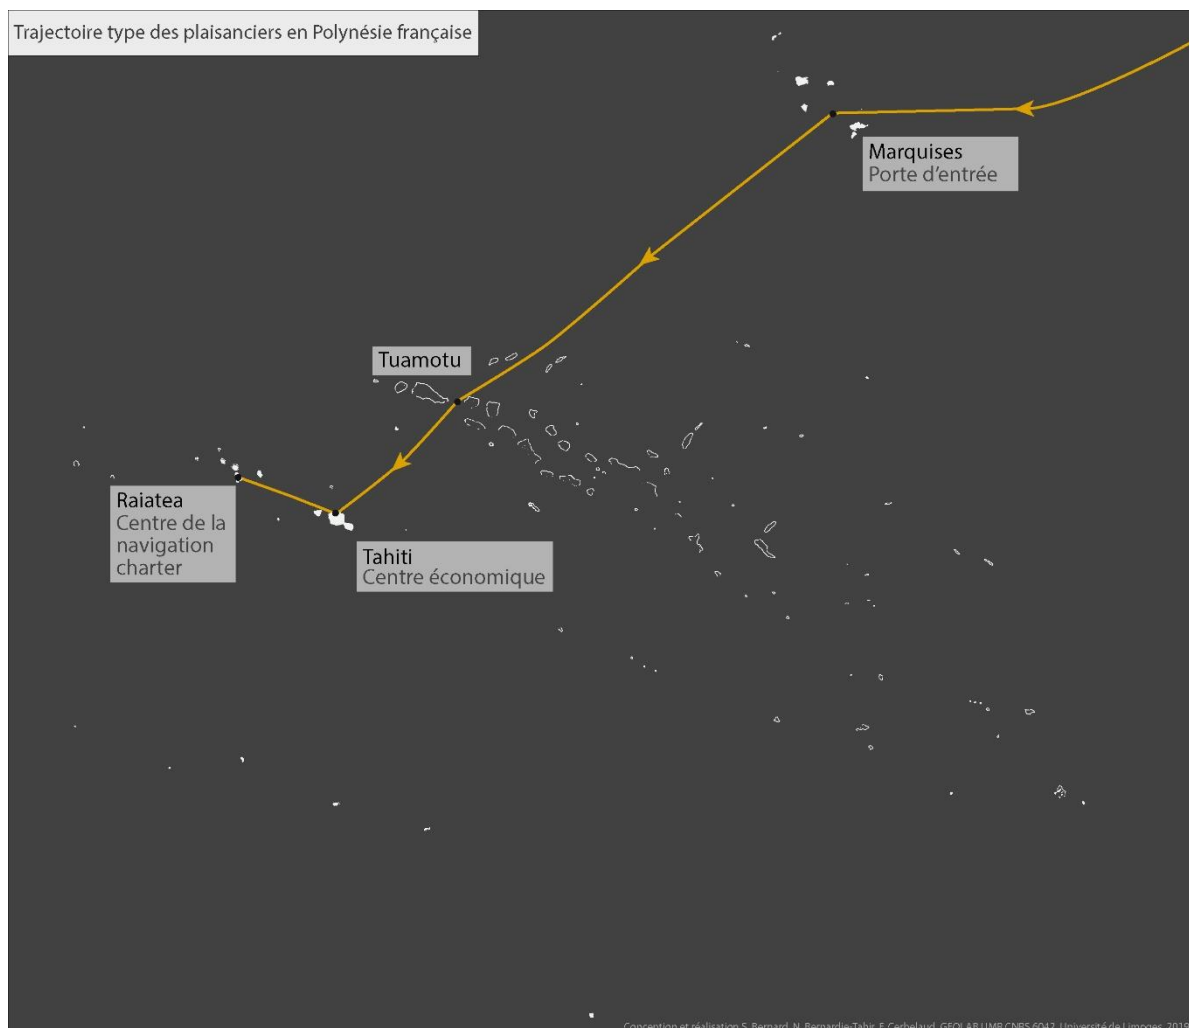 Trajectoire type des plaisanciers en Polynésie française
Marquises
Porte d'entrée
Tuamotu
Raiatea
Centre de la
navigation
charter
Tahiti
Centre économique
Conception et réalisation S. Bernard, N. Bernardie-Tahir, F. Cerbelaud, GEOLAB UMR CNRS 6042, Université de Limoges, 2019